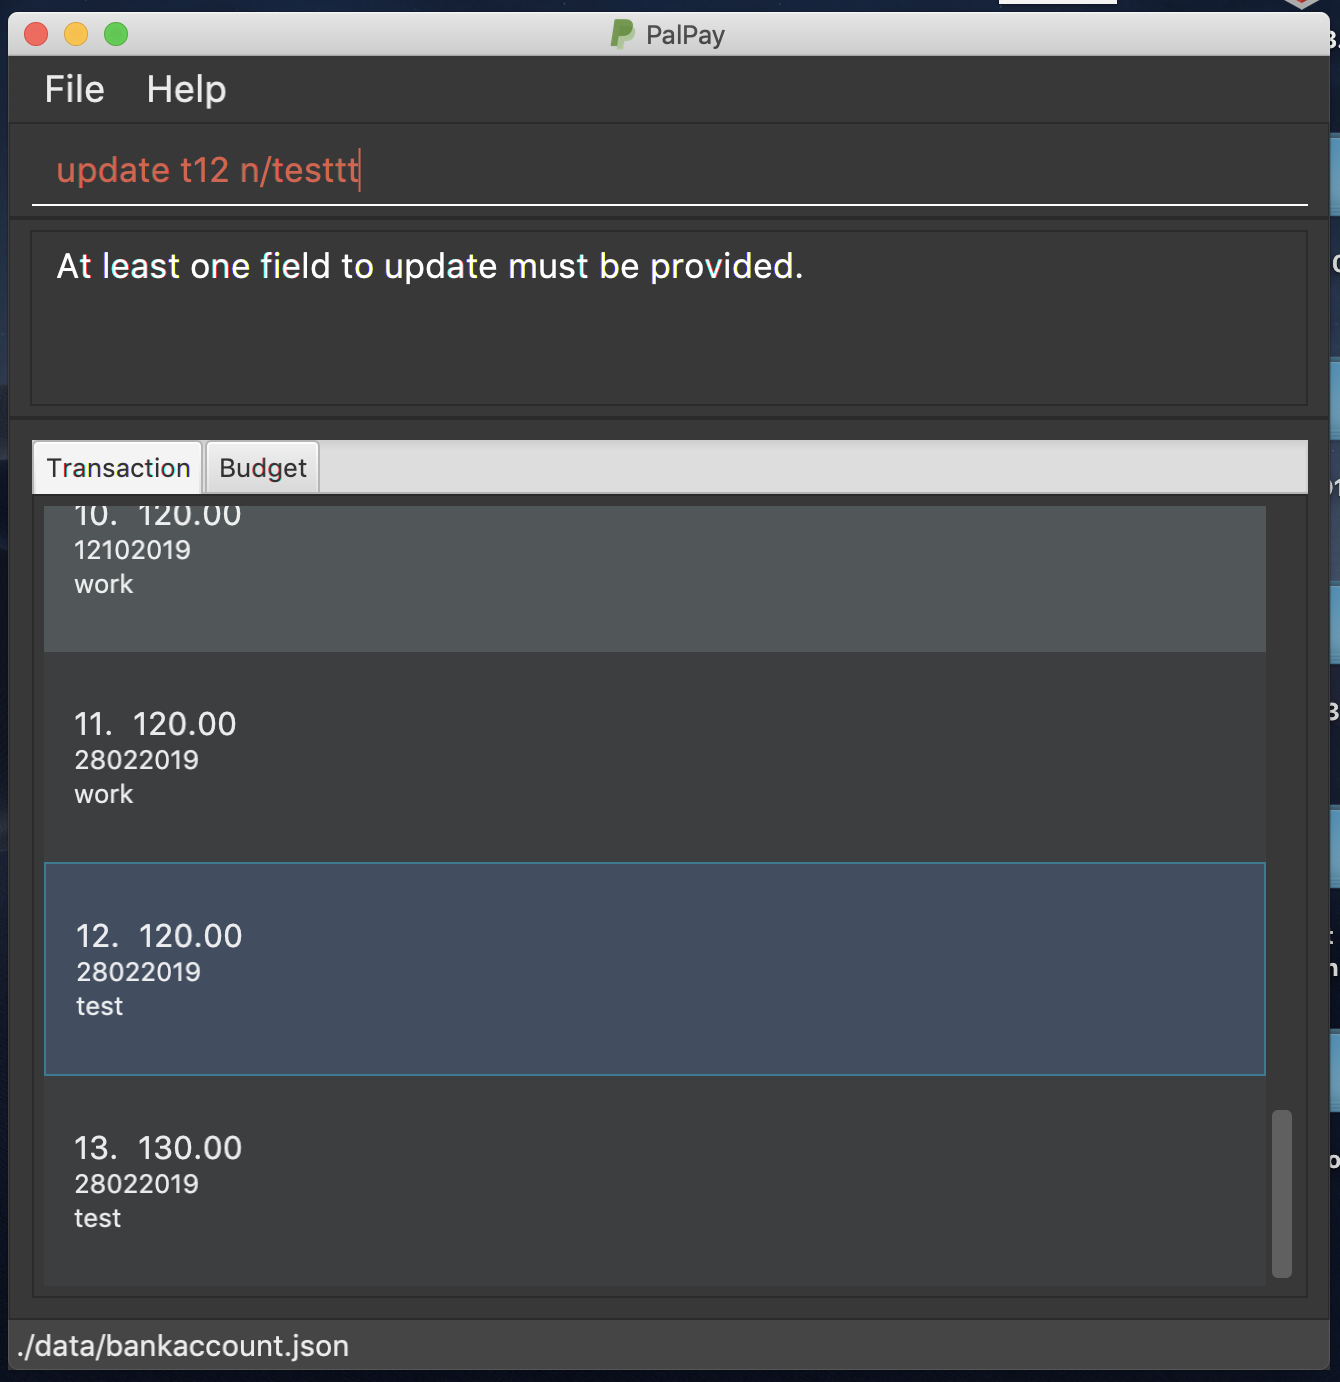 PalPay
File Help
update t12 n/testtt
At least one field to update must be provided.
Transaction Budget
10. 120.00
12102019
work
11. 120.00
28022019
work
12. 120.00
28022019
test
13. 130.00
28022019
test
./data/bankaccount.json